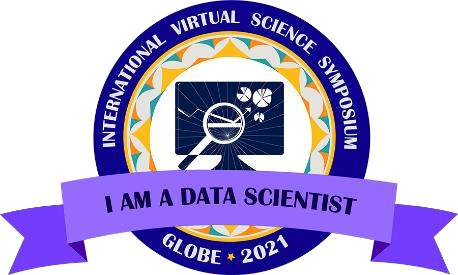 INTERNATIONAL VIRTUAL SCIENCE SYMPOSIUM
I AM A DATA SCIENTIST
GLOBE ★ 2021